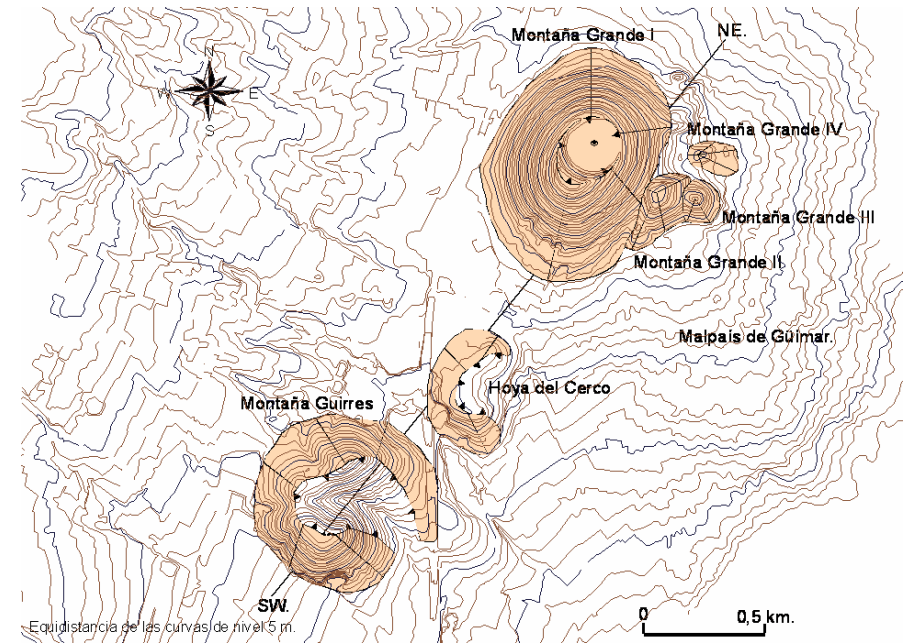 Montaña Grande I
NE.
N
W
E
S
Montaña Grande IV
Montaña Grande III
Montaña Grande II
Malpaís de Güimar.
Hoya del Cerco
Montaña Guirres
SW.
0
0,5 km.
Equidistancia de las curvas de nivel 5 m.